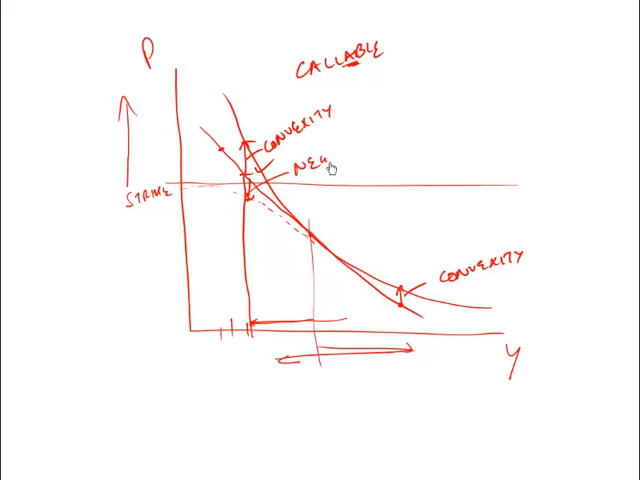 P
CALLABLE
CONVEXITY
NEG
STRIKE
CONVEXITY
Y